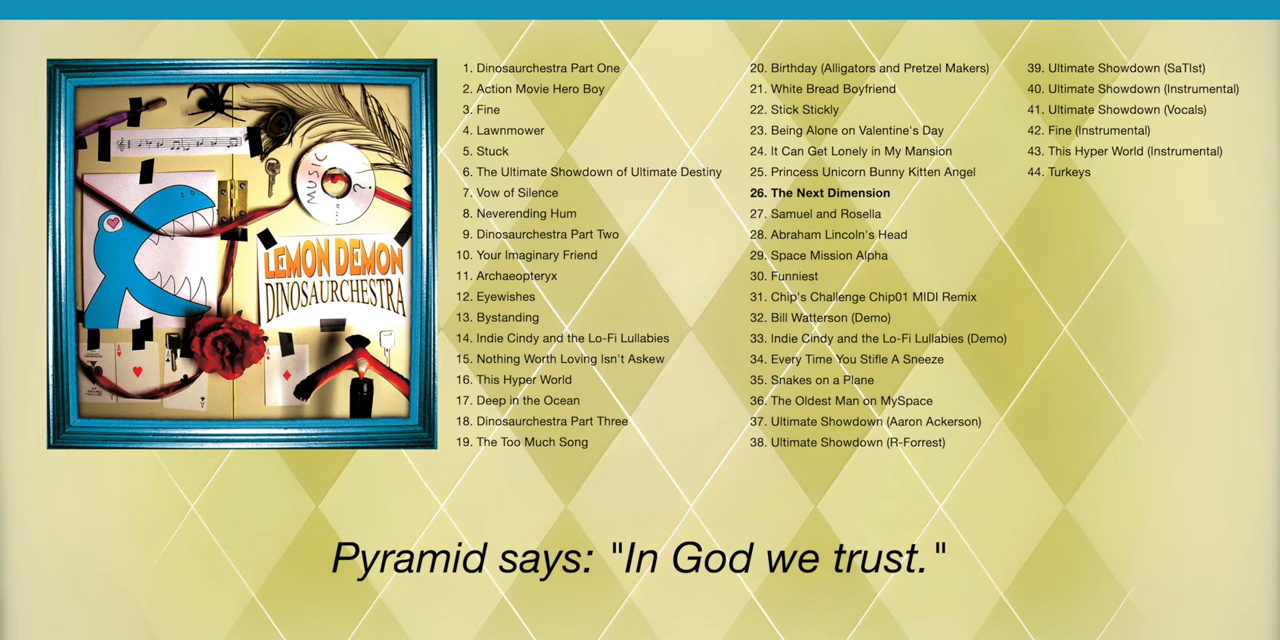 MUSIC
LEMON DEMON
DINOSAURCHESTRA
1. Dinosaurchestra Part One
2. Action Movie Hero Boy
3. Fine
4. Lawnmower
5. Stuck
6. The Ultimate Showdown of Ultimate Destiny
7. Vow of Silence
8. Neverending Hum
9. Dinosaurchestra Part Two
10. Your Imaginary Friend
11. Archaeopteryx
12. Eyewishes
13. Bystanding
14. Indie Cindy and the Lo-Fi Lullabies
15. Nothing Worth Loving Isn't Askew
16. This Hyper World
17. Deep in the Ocean
18. Dinosaurchestra Part Three
19. The Too Much Song
20. Birthday (Alligators and Pretzel Makers)
21. White Bread Boyfriend
22. Stick Stickly
23. Being Alone on Valentine's Day
24. It Can Get Lonely in My Mansion
25. Princess Unicorn Bunny Kitten Angel
26. The Next Dimension
27. Samuel and Rosella
28. Abraham Lincoln's Head
29. Space Mission Alpha
30. Funniest
31. Chip's Challenge Chip01 MIDI Remix
32. Bill Watterson (Demo)
33. Indie Cindy and the Lo-Fi Lullabies (Demo)
34. Every Time You Stifle A Sneeze
35. Snakes on a Plane
36. The Oldest Man on MySpace
37. Ultimate Showdown (Aaron Ackerson)
38. Ultimate Showdown (R-Forrest)
39. Ultimate Showdown (SaTIst)
40. Ultimate Showdown (Instrumental)
41. Ultimate Showdown (Vocals)
42. Fine (Instrumental)
43. This Hyper World (Instrumental)
44. Turkeys
Pyramid says: "In God we trust."